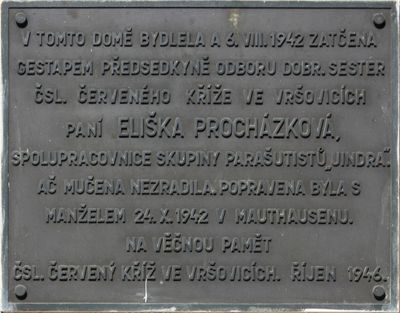 V TOMTO DOMĚ BYDLELA A 6. VIII. 1942 ZATČENA
GESTAPEM PŘEDSEDKYNĚ ODBORU DOBR. SESTER
ČSL. ČERVENÉHO KŘÍŽE VE VRŠOVICÍCH
PANÍ ELIŠKA PROCHÁZKOVÁ,
SPOLUPRACOVNICE SKUPINY PARAŠUTISTŮ „JINDRA“.
AČ MUČENA NEZRADILA. POPRAVENA BYLA S
MANŽELEM 24. X. 1942 V MAUTHAUSENU.
NA VĚČNOU PAMĚT
ČSL. ČERVENÝ KŘÍŽ VE VRŠOVICÍCH. ŘÍJEN 1946.